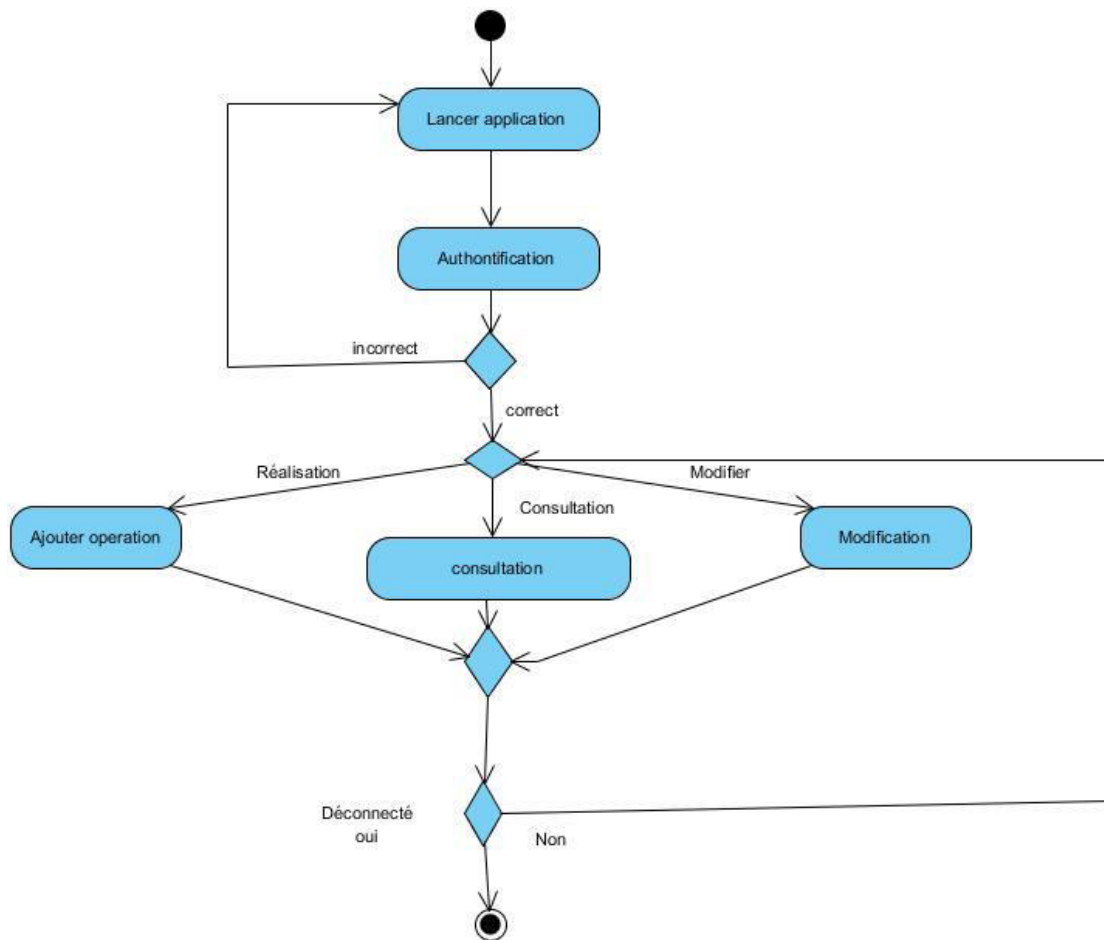 Lancer application
Authontification
incorrect
correct
Réalisation
Modifier
Consultation
Ajouter operation
consultation
Modification
Déconnecté
oui
Non